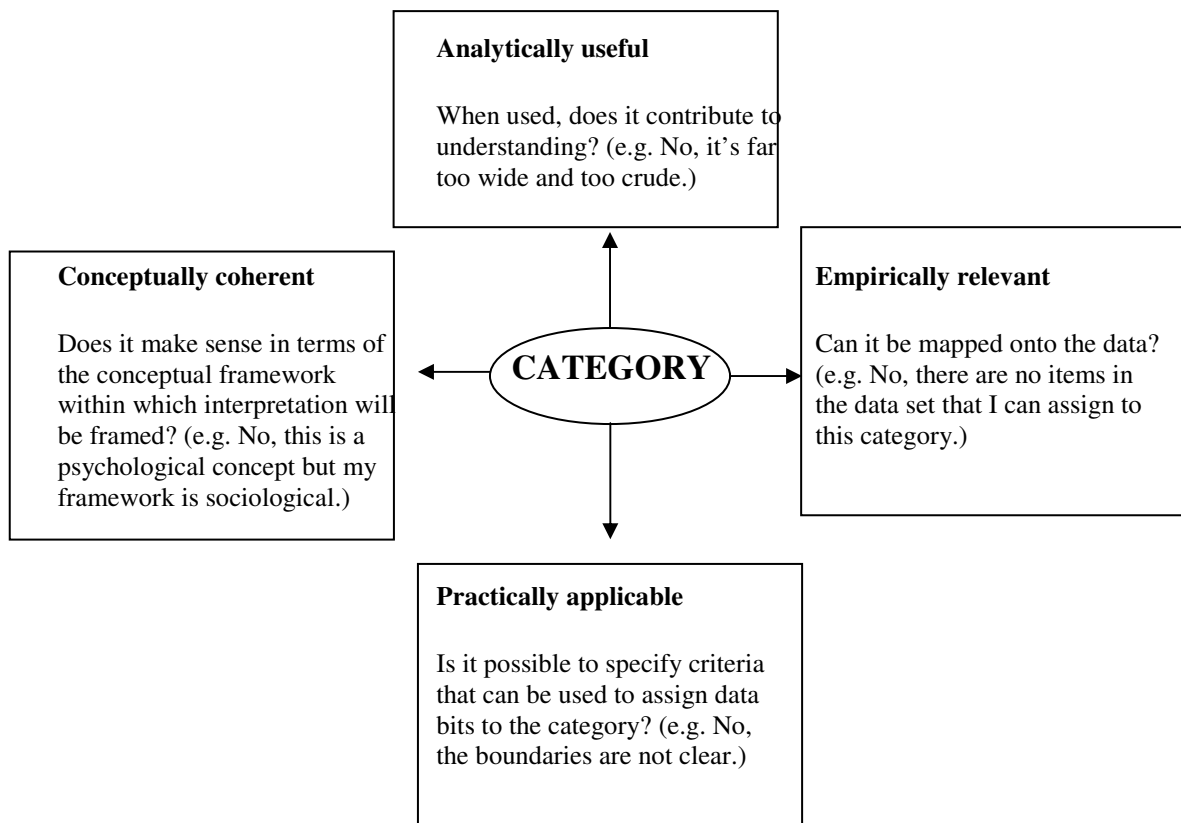 Analytically useful
When used, does it contribute to
understanding? (e.g. No, it’s far
too wide and too crude.)
Conceptually coherent
Does it make sense in terms of
the conceptual framework
within which interpretation will
be framed? (e.g. No, this is a
psychological concept but my
framework is sociological.)
CATEGORY
Empirically relevant
Can it be mapped onto the data?
(e.g. No, there are no items in
the data set that I can assign to
this category.)
Practically applicable
Is it possible to specify criteria
that can be used to assign data
bits to the category? (e.g. No,
the boundaries are not clear.)